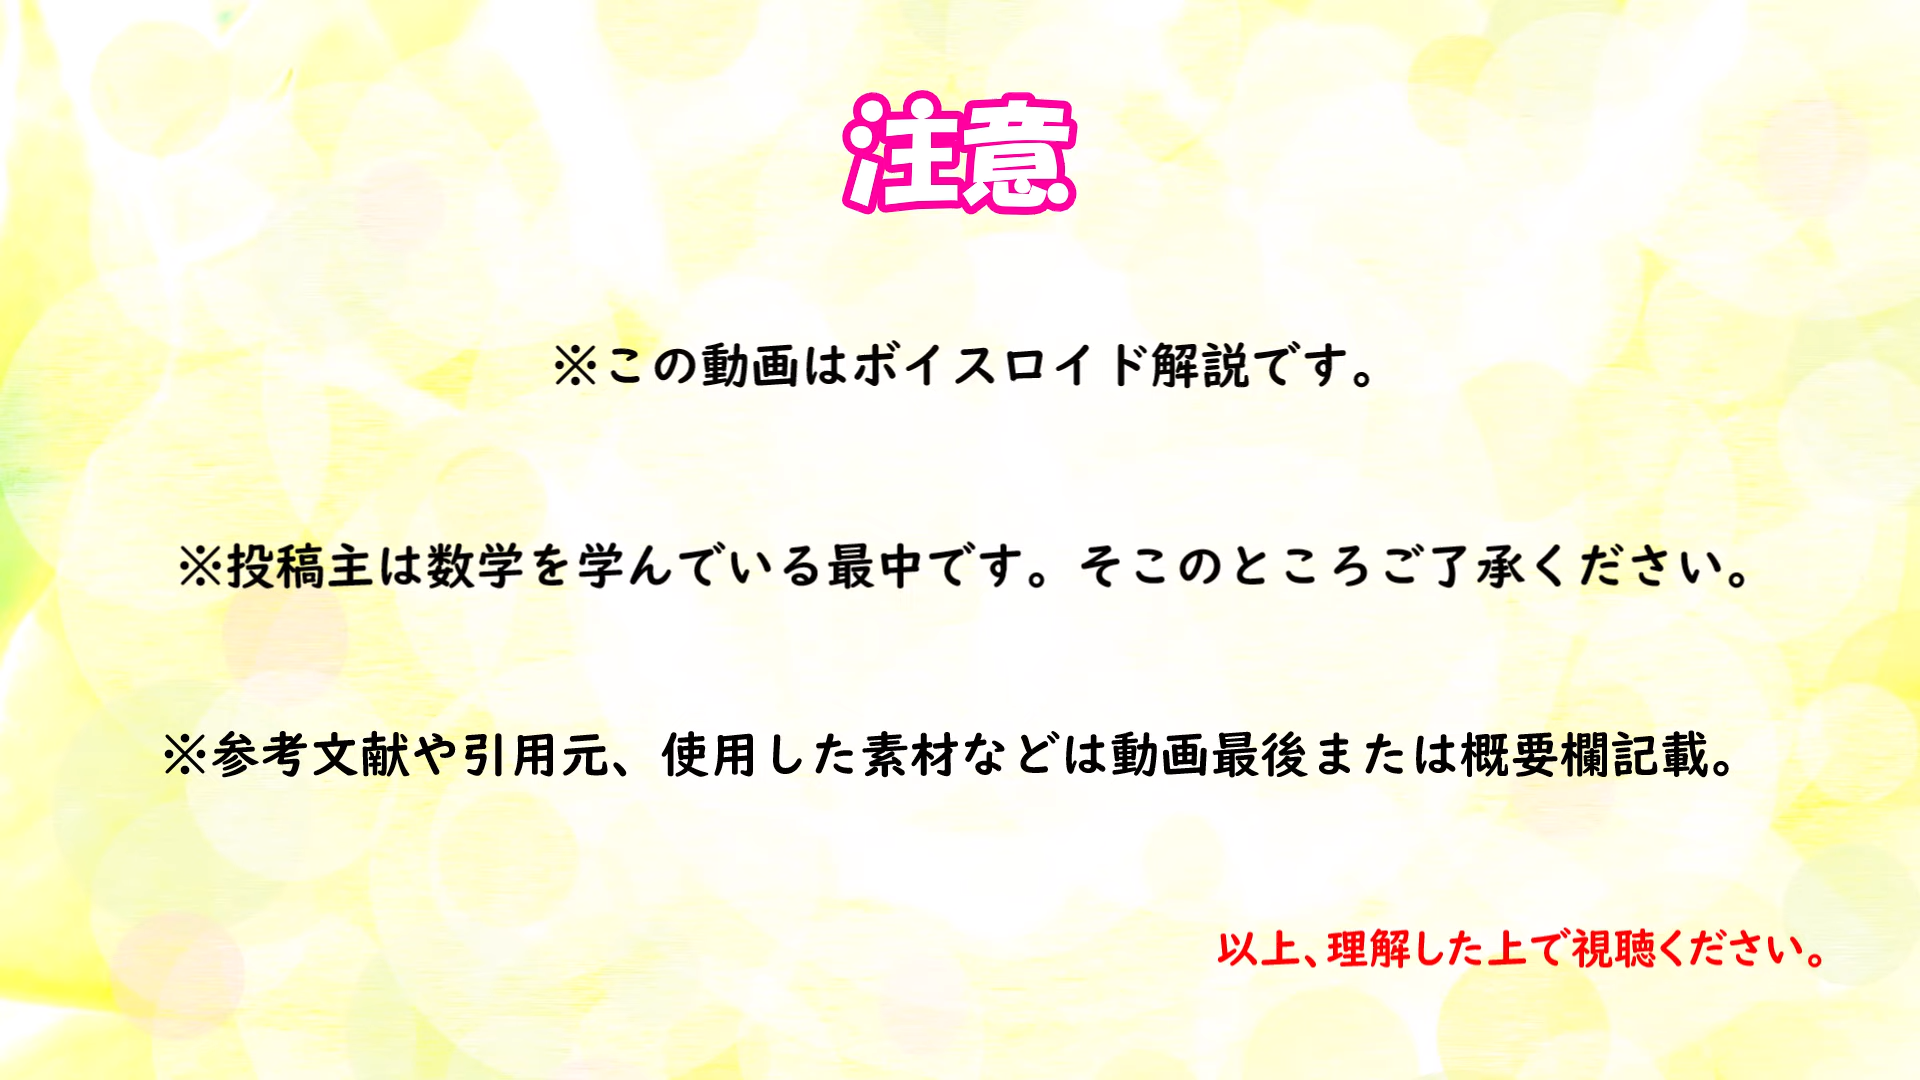 注意
※この動画はボイスロイド解説です。
※投稿主は数学を学んでいる最中です。そこのところご了承ください。
※参考文献や引用元、使用した素材などは動画最後または概要欄記載。
以上、理解した上で視聴ください。